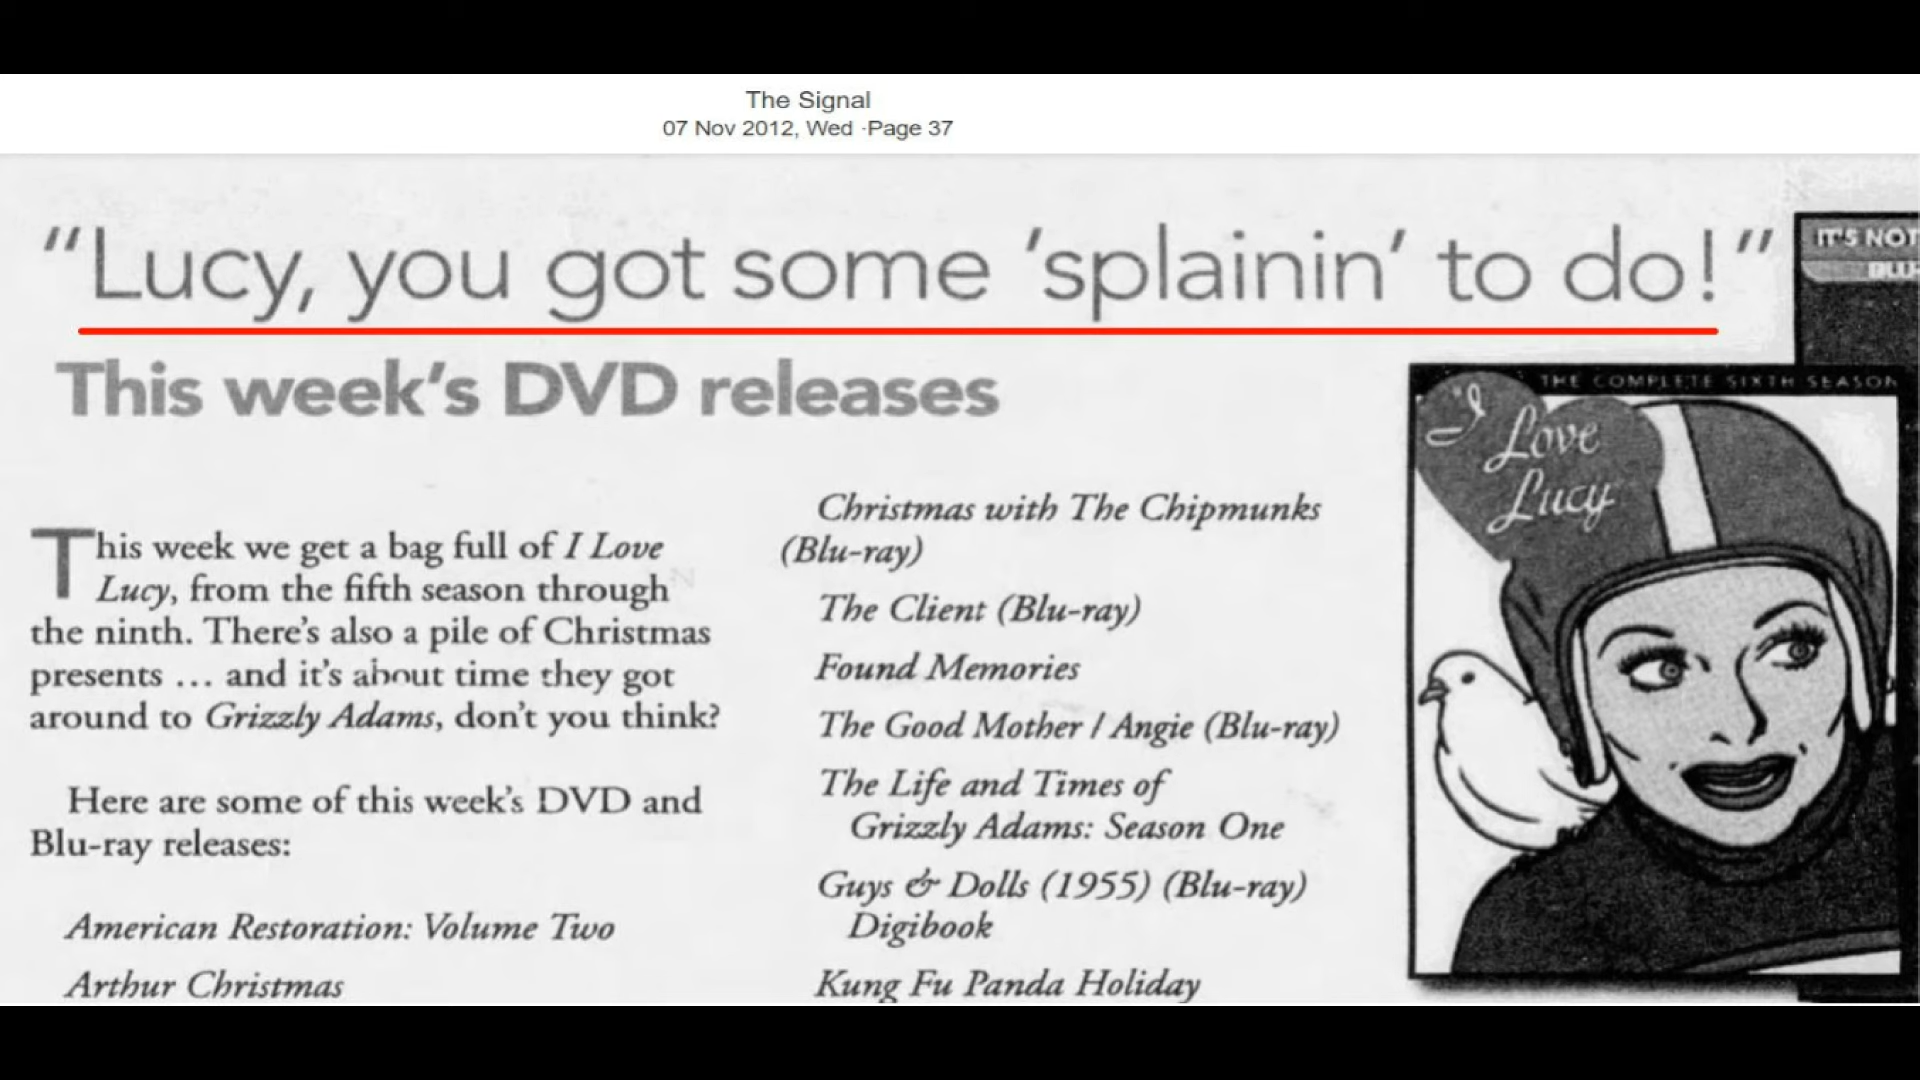 The Signal
07 Nov 2012, Wed ·Page 37
“Lucy, you got some ’splainin’ to do!”
This week’s DVD releases
This week we get a bag full of I Love
Lucy, from the fifth season through
the ninth. There’s also a pile of Christmas
presents ... and it’s about time they got
around to Grizzly Adams, don’t you think?
Here are some of this week’s DVD and
Blu-ray releases:
American Restoration: Volume Two
Arthur Christmas
Christmas with The Chipmunks
(Blu-ray)
The Client (Blu-ray)
Found Memories
The Good Mother / Angie (Blu-ray)
The Life and Times of
Grizzly Adams: Season One
Guys & Dolls (1955) (Blu-ray)
Digibook
Kung Fu Panda Holiday
IT'S NOT
THE COMPLETE SIXTH SEASON
I
Love
Lucy